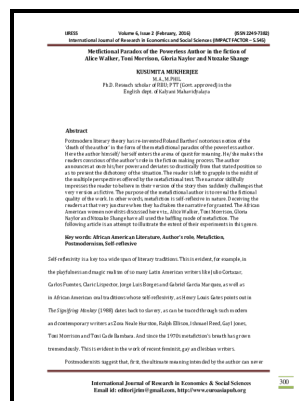 IJRESS Volume 6, Issue 2 (February, 2016) (ISSN 2249-7382)
International Journal of Research in Economics and Social Sciences (IMPACT FACTOR – 5.545)
Metfictional Paradox of the Powerless Author in the fiction of
Alice Walker, Toni Morrison, Gloria Naylor and Ntozake Shange
KUSUMITA MUKHERJEE
M.A., M.PHIL
Ph.D. Research scholar of RBU; PTT (Govt. approved) in the
English dept. of Kalyani Mahavidyalaya
Abstract
Postmodern literary theory has re-invented Roland Barthes' notorious notion of the
'death of the author' in the form of the metafictional paradox of the powerless author.
Here the author himself/ herself enters the arena of quest for meaning. He/she makes the
readers conscious of the author's role in the fiction making process. The author
announces at once his/her power and deviates so drastically from that stated position so
as to present the dichotomy of the situation. The reader is left to grapple in the midst of
the multiple perspectives offered by the metafictional text. The narrator skillfully
impresses the reader to believe in their version of the story then suddenly challenges that
very version as fictive. The purpose of the metafictional author is to reveal the fictional
quality of the work. In other words, metafiction is self-reflexive in nature. Deceiving the
readers at that very juncture when they had taken the narrative for granted. The African
American women novelists discussed here viz., Alice Walker, Toni Morrison, Gloria
Naylor and Ntozake Shange have all used the baffling mode of metafiction. The
following article is an attempt to illustrate the extent of their experiments in this genre.
Key words: African American Literature, Author's role, Metafiction,
Postmodernism, Self-reflexive
Self-reflexivity is a key to a wide span of literary traditions. This is evident, for example, in
the playfulness and magic realism of so many Latin American writers like Julio Cortazar,
Carlos Fuentes, Claric Linspector, Jorge Luis Borges and Gabriel Garcia Marquez, as well as
in African American oral traditions whose self-reflexivity, as Henry Louis Gates points out in
The Signifying Monkey (1988) dates back to slavery, as can be traced through such modern
and contemporary writers as Zora Neale Hurston, Ralph Ellison, Ishmael Reed, Gayl Jones,
Toni Morrison and Toni Cade Bambara. And since the 1970s metafiction's breath has grown
tremendously. This is evident in the work of recent feminist, gay and lesbian writers.
Postmodernists suggest that, first, the ultimate meaning intended by the author can never
International Journal of Research in Economics & Social Sciences
Email id: editorijrim@gmail.com, http://www.euroasiapub.org
300